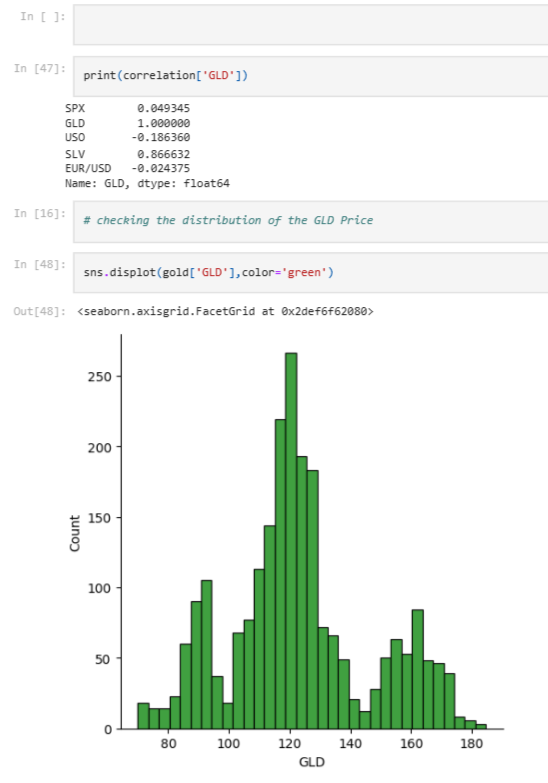 In [ ]:
In [47]: print(correlation['GLD'])
SPX 0.049345
GLD 1.000000
USO -0.186360
SLV 0.866632
EUR/USD -0.024375
Name: GLD, dtype: float64
In [16]: # checking the distribution of the GLD Price
In [48]: sns.displot(gold['GLD'],color='green')
Out[48]: <seaborn.axisgrid.FacetGrid at 0x2def6f62080>
250
200
150
100
50
0
Count
80 100 120 140 160 180
GLD